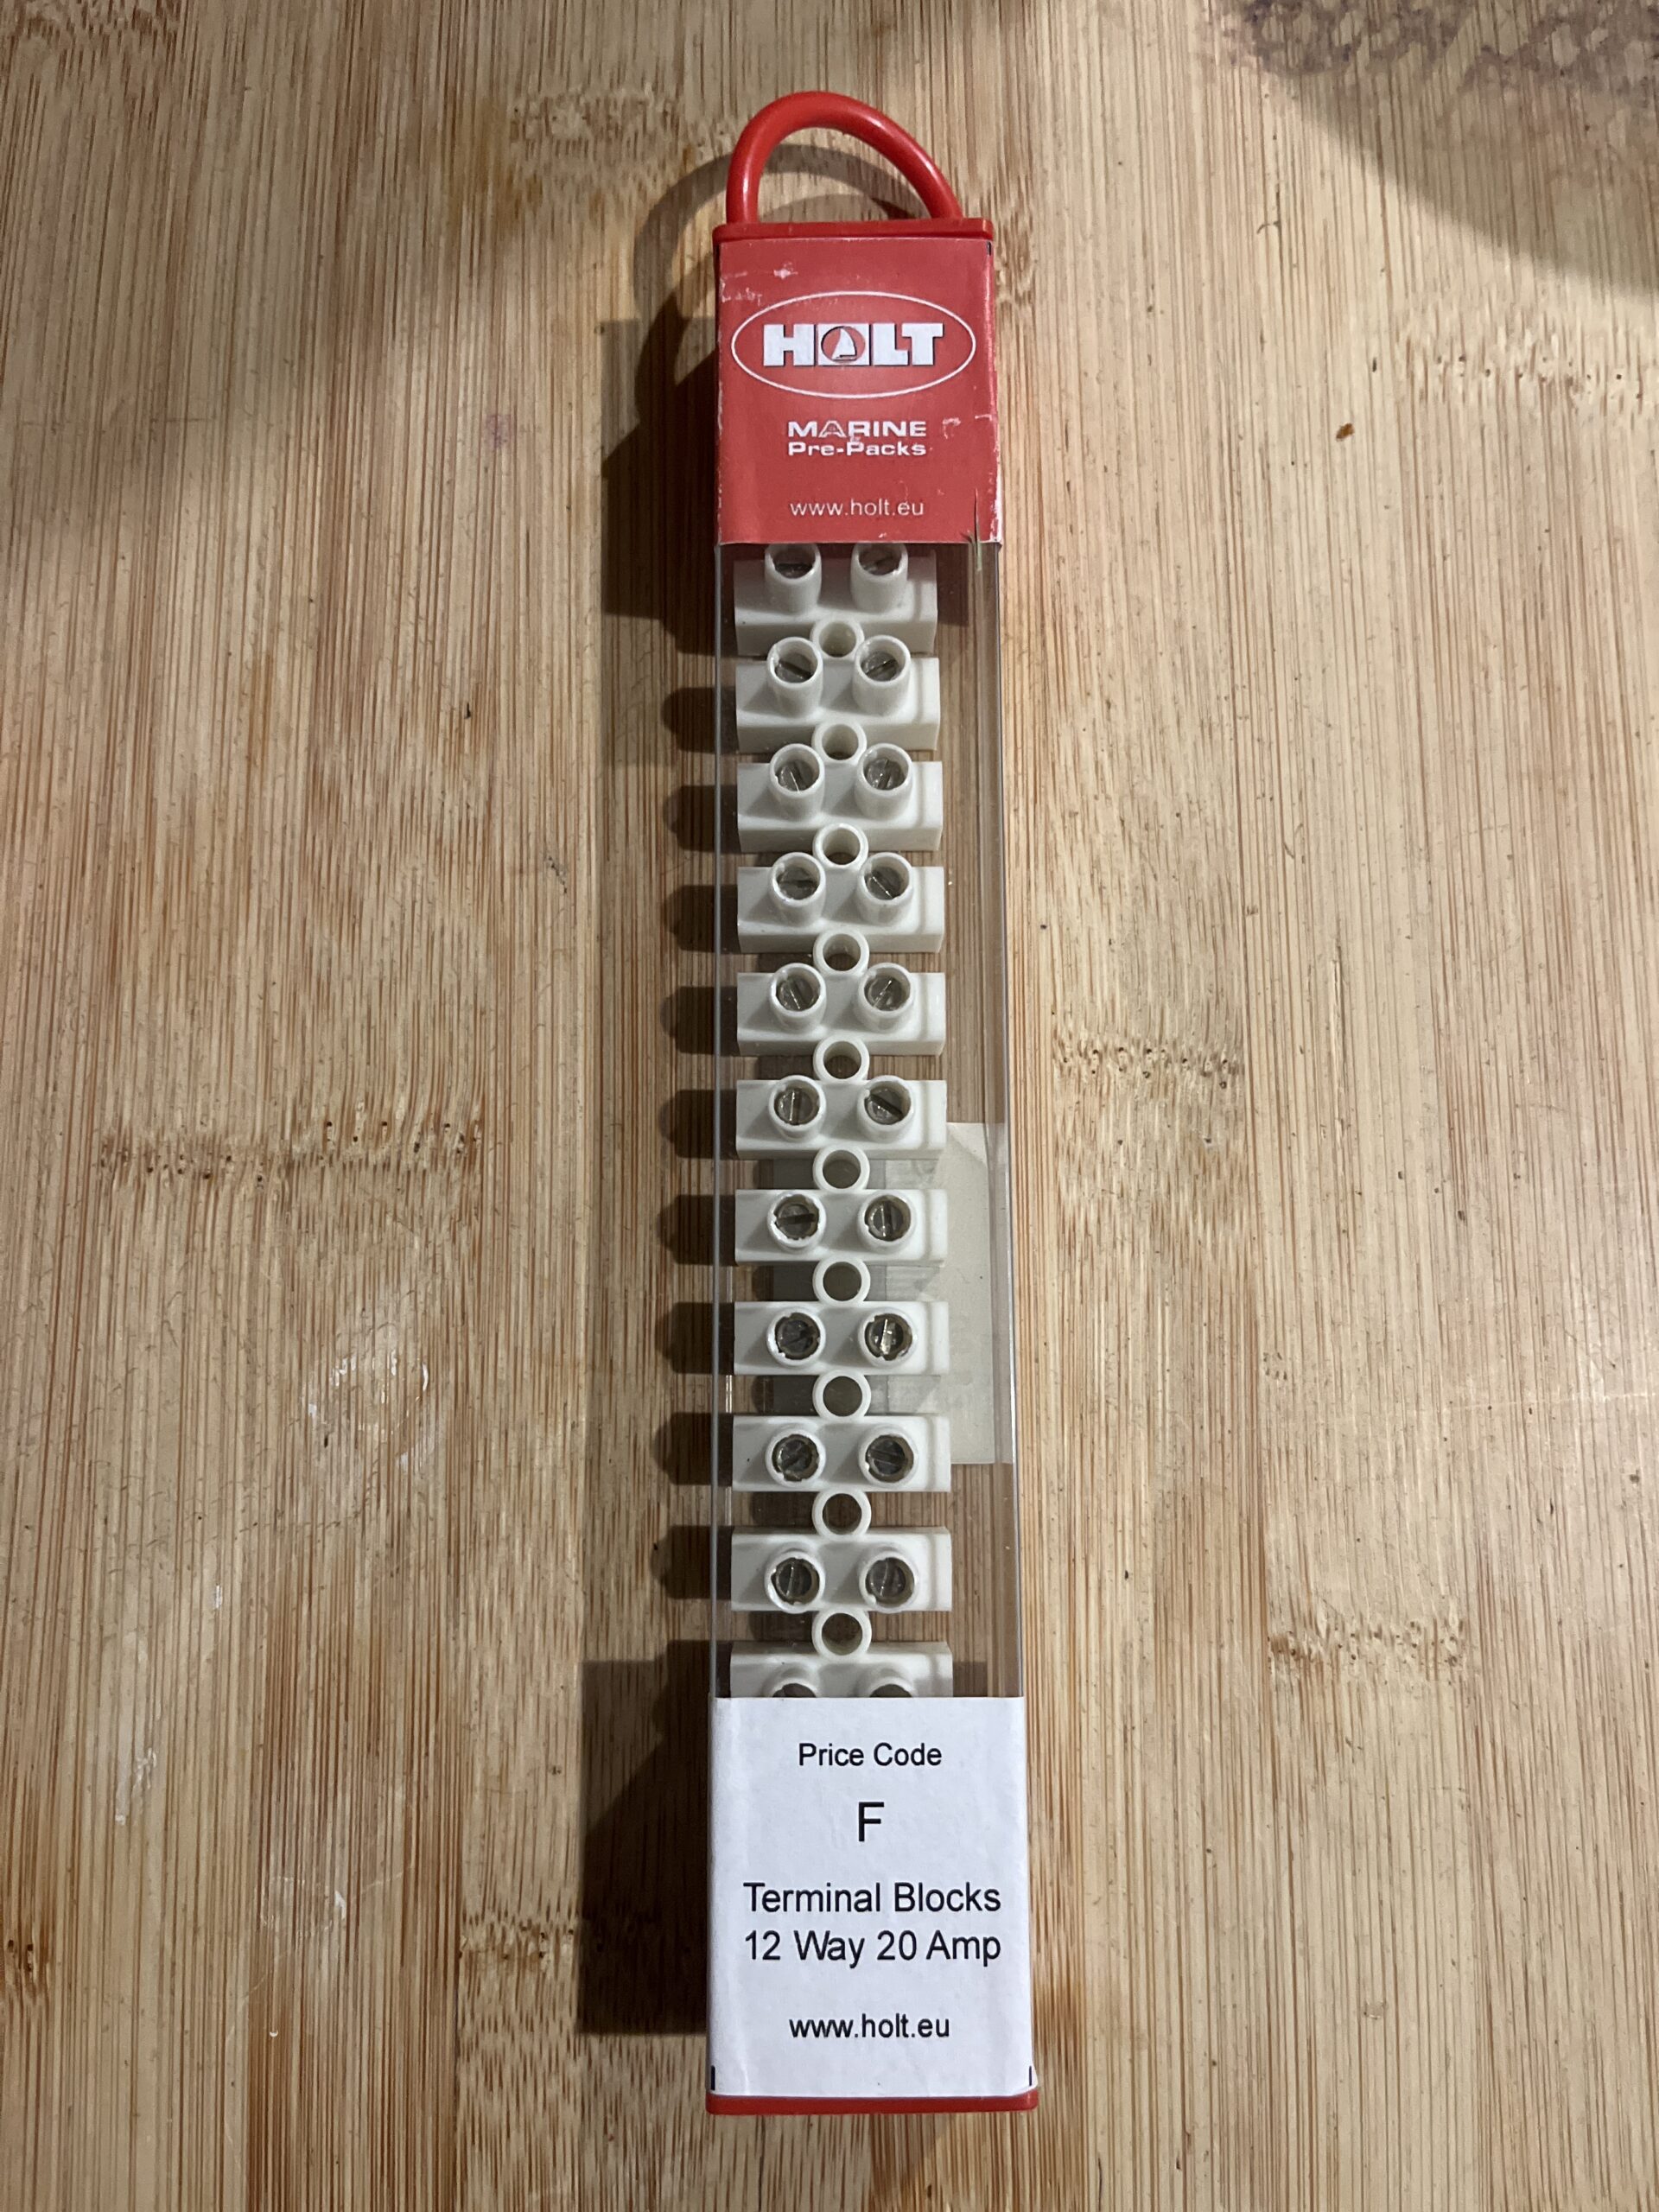 HOLT
MARINE
Pre-Packs
www.holt.eu
Price Code
F
Terminal Blocks
12 Way 20 Amp
www.holt.eu